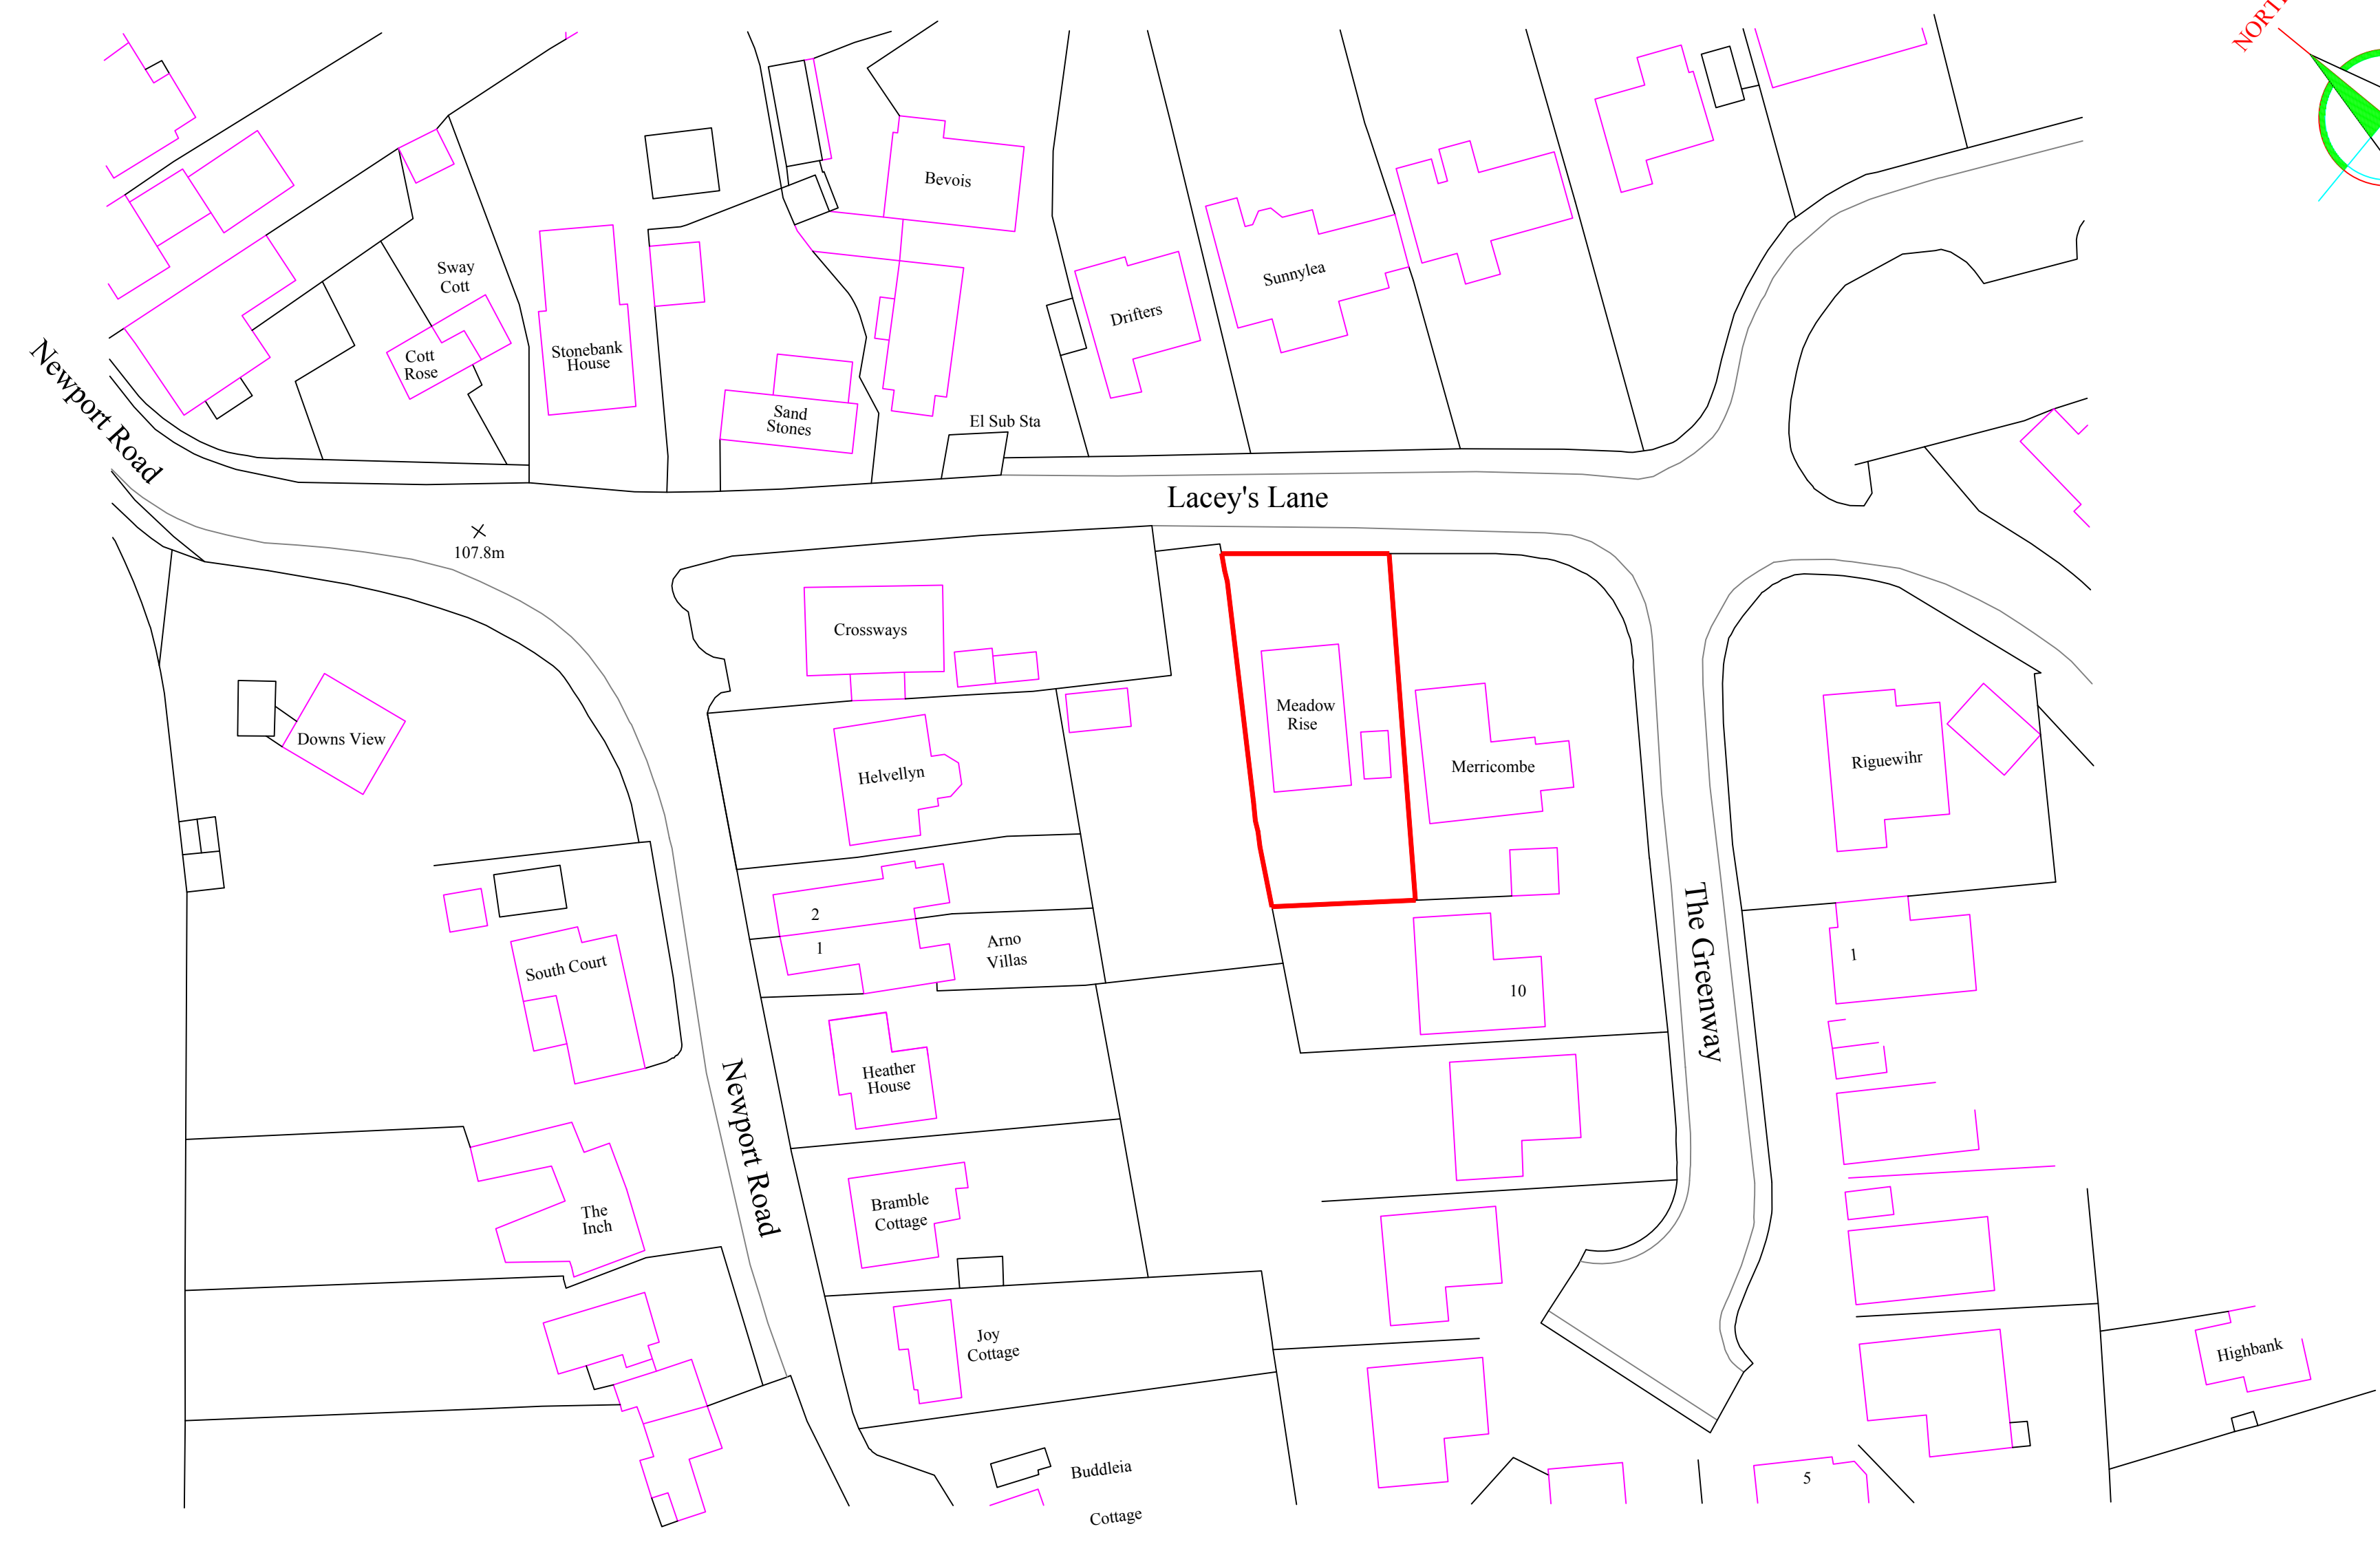 NORTH
Bevois
Sway
Cott
Sunnylea
Drifters
Newport Road
Cott
Rose
Stonebank
House
Sand
Stones
El Sub Sta
Lacey's Lane
107.8m
Crossways
Meadow
Rise
Downs View
Helvellyn
Merricombe
Riguewihr
2
1
Arno
Villas
South Court
The Greenway
1
10
Heather
House
Newport Road
Bramble
Cottage
The
Inch
Joy
Cottage
Highbank
Buddleia
Cottage
5